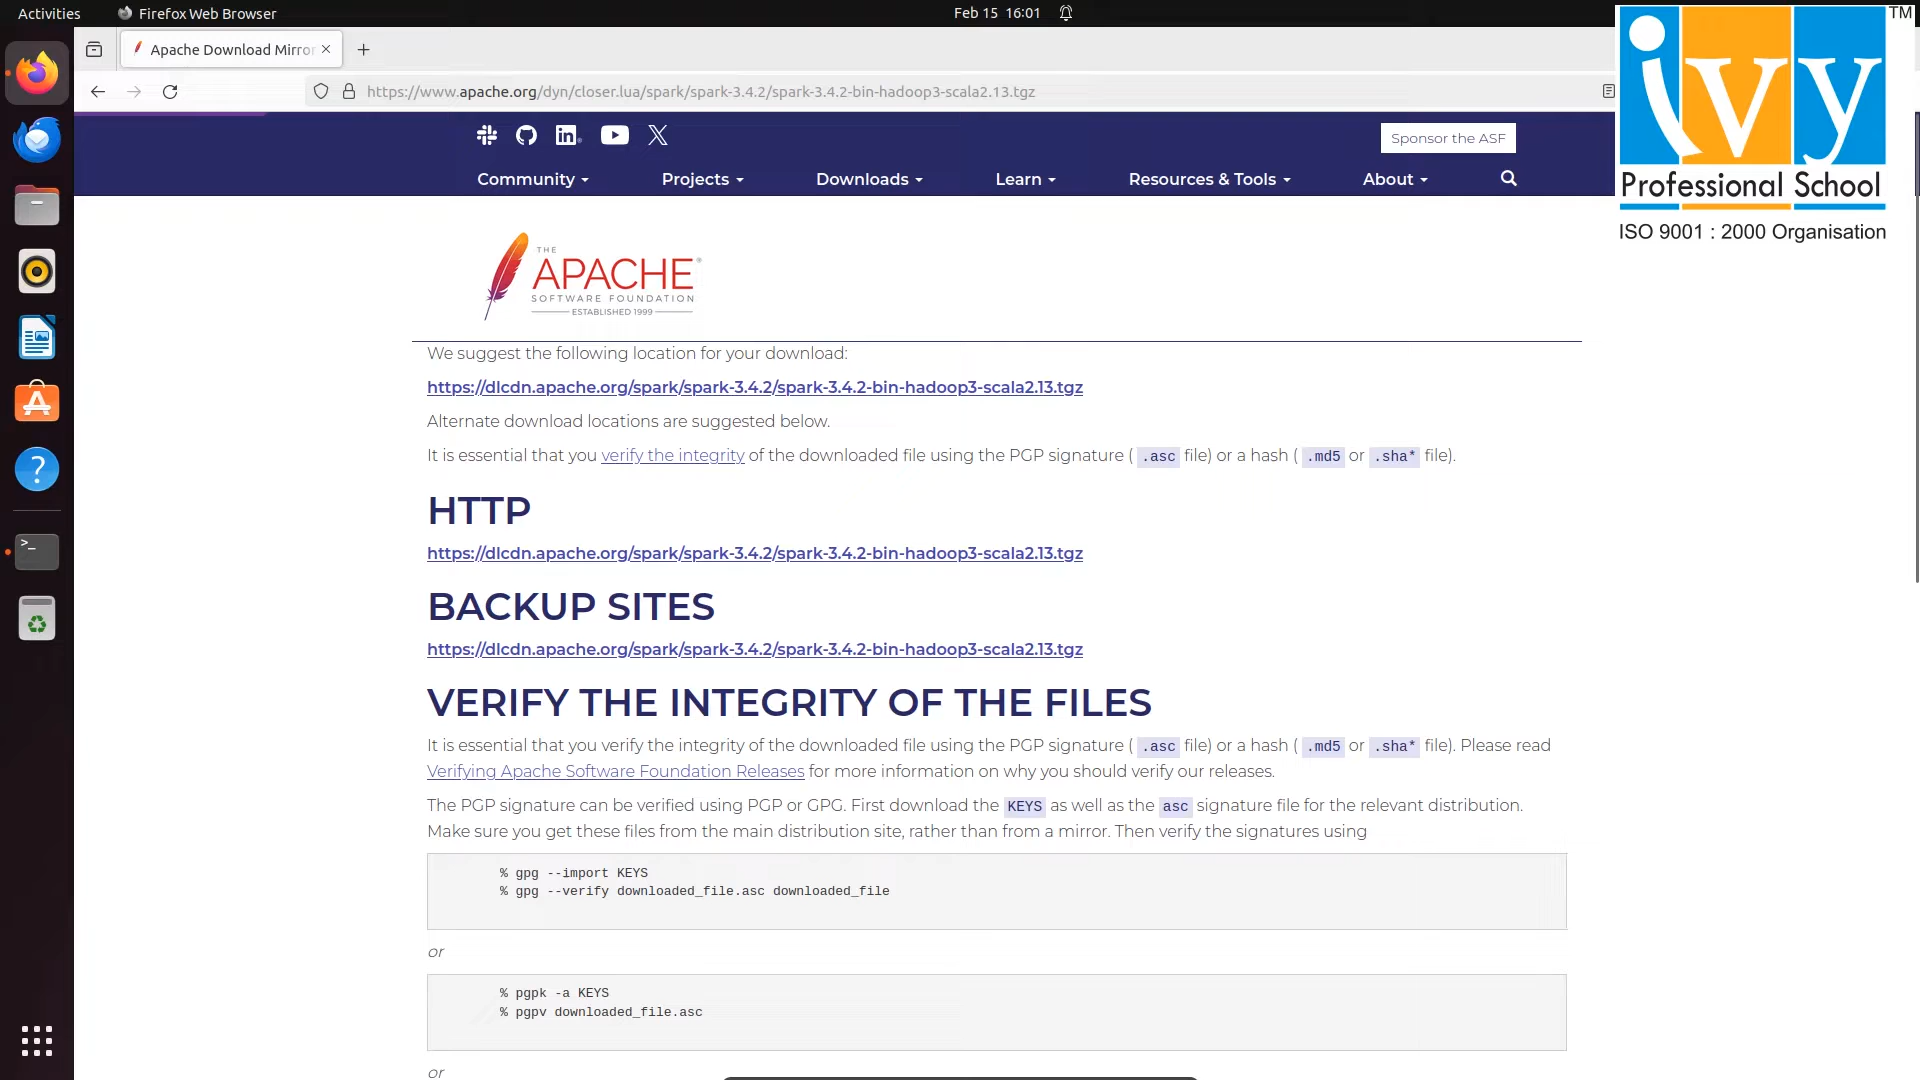 Activities
Firefox Web Browser
Feb 15 16:01
Apache Download Mirror
https://www.apache.org/dyn/closer.lua/spark/spark-3.4.2/spark-3.4.2-bin-hadoop3-scala2.13.tgz
ivy
TM
Professional School
ISO 9001 : 2000 Organisation
Sponsor the ASF
Community
Projects
Downloads
Learn
Resources & Tools
About
THE
APACHE®
SOFTWARE FOUNDATION
ESTABLISHED 1999
We suggest the following location for your download:
https://dlcdn.apache.org/spark/spark-3.4.2/spark-3.4.2-bin-hadoop3-scala2.13.tgz
Alternate download locations are suggested below.
It is essential that you verify the integrity of the downloaded file using the PGP signature ( .asc file) or a hash ( .md5 or .sha* file).
HTTP
https://dlcdn.apache.org/spark/spark-3.4.2/spark-3.4.2-bin-hadoop3-scala2.13.tgz
BACKUP SITES
https://dlcdn.apache.org/spark/spark-3.4.2/spark-3.4.2-bin-hadoop3-scala2.13.tgz
VERIFY THE INTEGRITY OF THE FILES
It is essential that you verify the integrity of the downloaded file using the PGP signature ( .asc file) or a hash ( .md5 or .sha* file). Please read
Verifying Apache Software Foundation Releases for more information on why you should verify our releases.
The PGP signature can be verified using PGP or GPG. First download the KEYS as well as the asc signature file for the relevant distribution.
Make sure you get these files from the main distribution site, rather than from a mirror. Then verify the signatures using
% gpg --import KEYS
% gpg --verify downloaded_file.asc downloaded_file
or
% pgpk -a KEYS
% pgpv downloaded_file.asc
or